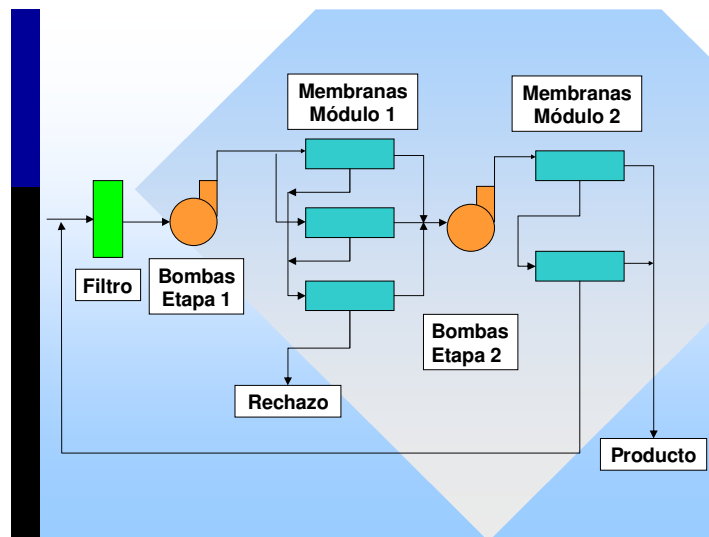 Membranas
Módulo 1
Membranas
Módulo 2
Filtro
Bombas
Etapa 1
Bombas
Etapa 2
Rechazo
Producto